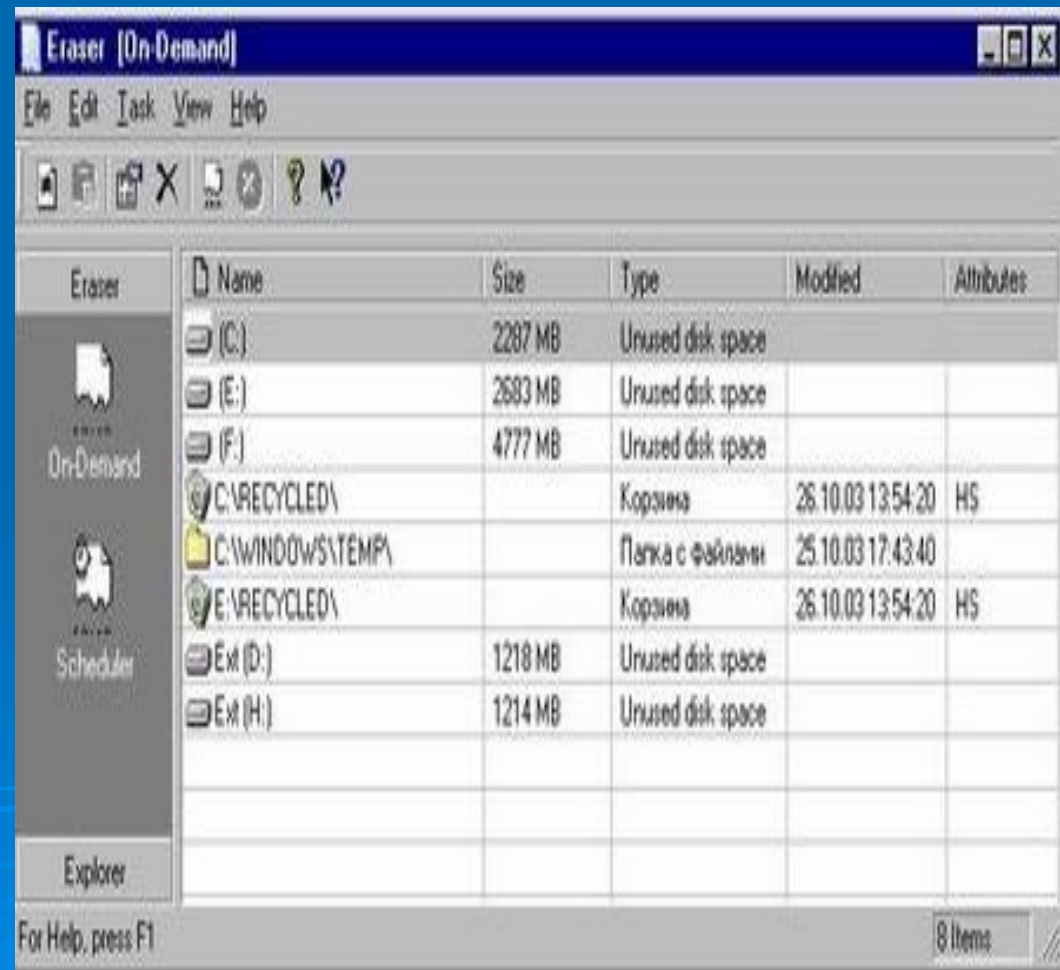 Eraser [On-Demand]
File Edit Task View Help
Eraser Name Size Type Modified Attributes
(C:) 2287 MB Unused disk space
(E:) 2683 MB Unused disk space
(F:) 4777 MB Unused disk space
On-Demand
C:\RECYCLED\ Корзина 26.10.03 13:54:20 HS
C:\WINDOWS\TEMP\ Папка с файлами 25.10.03 17:43:40
E:\RECYCLED\ Корзина 26.10.03 13:54:20 HS
Scheduler
Ext (D:) 1218 MB Unused disk space
Ext (H:) 1214 MB Unused disk space
Explorer
For Help, press F1 8 Items